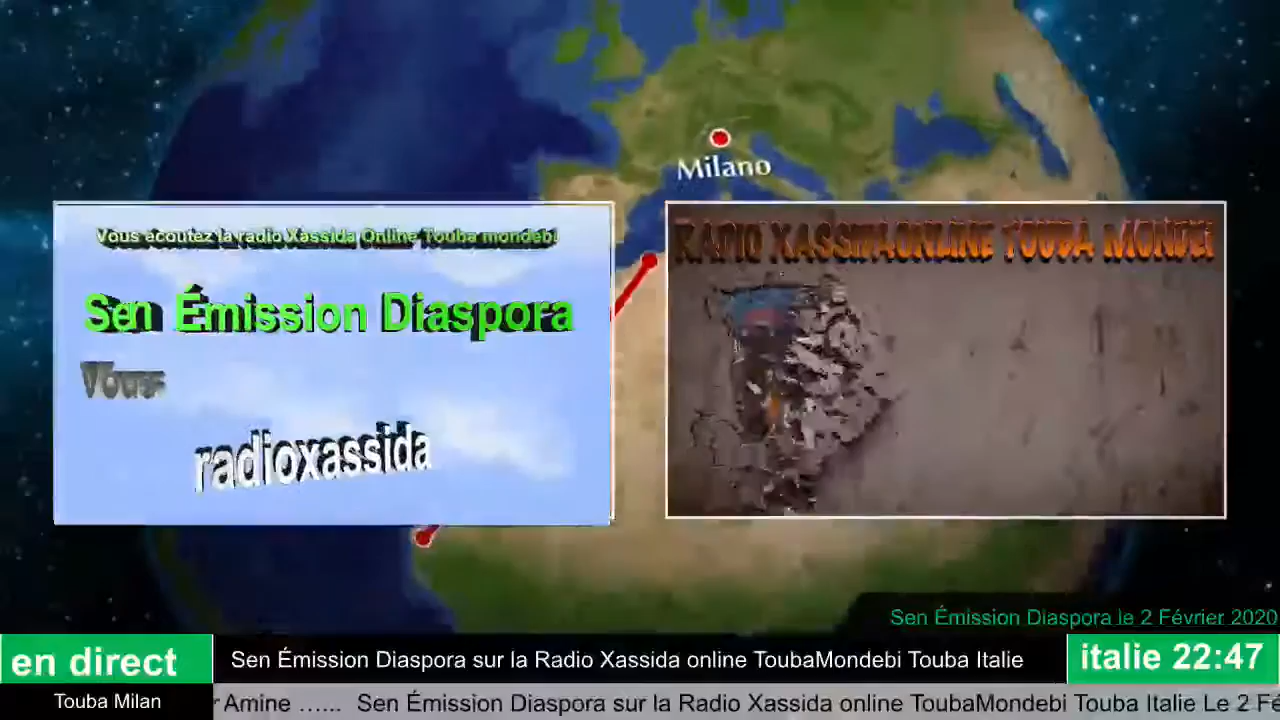 Milano
Vous écoutez la radio Xassida Online Touba mondebi
Sen Émission Diaspora
Vous
radioxassida
RADIO XASSIDAONLINE TOUBA MONDEBI
Sen Émission Diaspora le 2 Février 2020
en direct
Sen Émission Diaspora sur la Radio Xassida online ToubaMondebi Touba Italie
italie 22:47
Touba Milan
r Amine …... Sen Émission Diaspora sur la Radio Xassida online ToubaMondebi Touba Italie Le 2 Fé